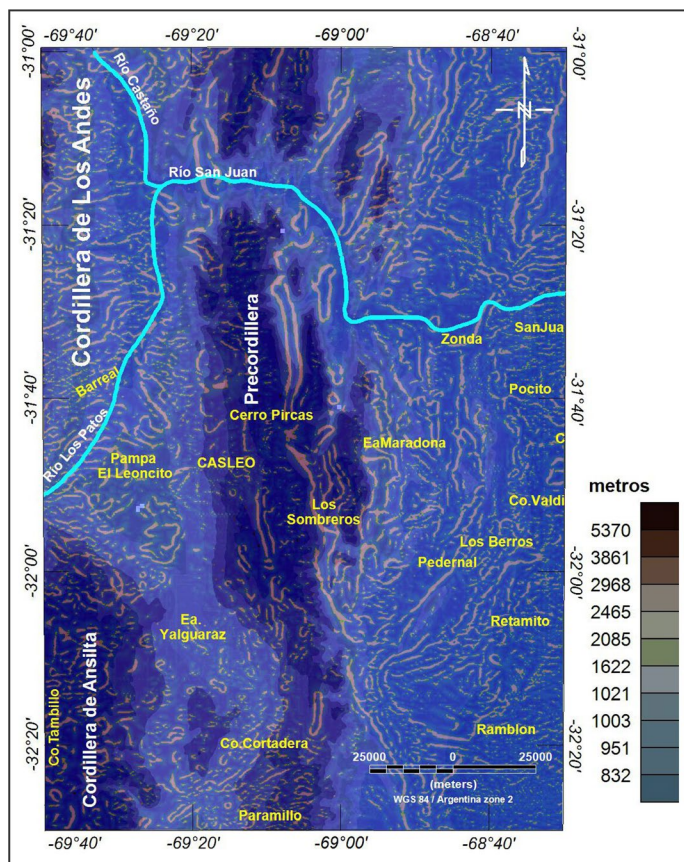 -69°40'
-69°20'
-69°00'
-68°40'
-31°00'
-31°00'
Río Castaño
Cordillera de Los Andes
Río San Juan
-31°20'
-31°20'
Precordillera
Zonda
SanJua
Barreal
-31°40'
-31°40'
Pocito
Cerro Pircas
Río Los Patos
EaMaradona
C
Pampa
El Leoncito
CASLEO
Los
Sombreros
Co.Valdi
Los Berros
Pedernal
-32°00'
-32°00'
Ea.
Yalguaraz
Retamito
Cordillera de Ansilta
Co.Tambillo
-32°20'
-32°20'
Ramblon
Co.Cortadera
Paramillo
25000
0
25000
(meters)
WGS 84 / Argentina zone 2
-69°40'
-69°20'
-69°00'
-68°40'
N
metros
5370
3861
2968
2465
2085
1622
1021
1003
951
832